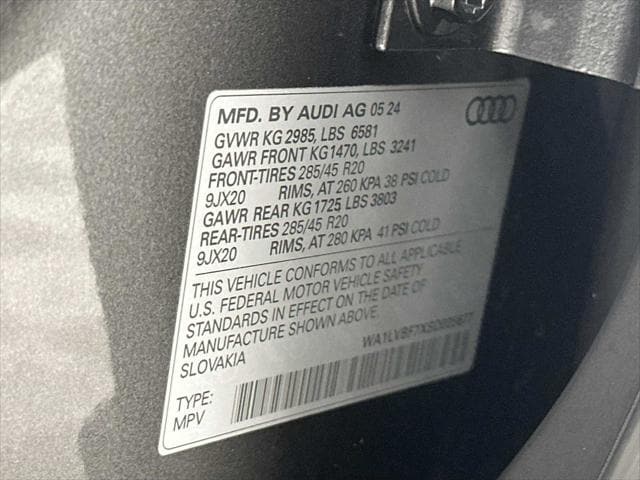 MFD. BY AUDI AG 05 24
GVWR KG 2985, LBS 6581
GAWR FRONT KG1470, LBS 3241
FRONT-TIRES 285/45 R20
9JX20 RIMS, AT 260 KPA 38 PSI COLD
GAWR REAR KG 1725, LBS 3803
REAR-TIRES 285/45 R20
9JX20 RIMS, AT 280 KPA 41 PSI COLD
THIS VEHICLE CONFORMS TO ALL APPLICABLE
U.S. FEDERAL MOTOR VEHICLE SAFETY
STANDARDS IN EFFECT ON THE DATE OF
MANUFACTURE SHOWN ABOVE.
SLOVAKIA
TYPE:
MPV